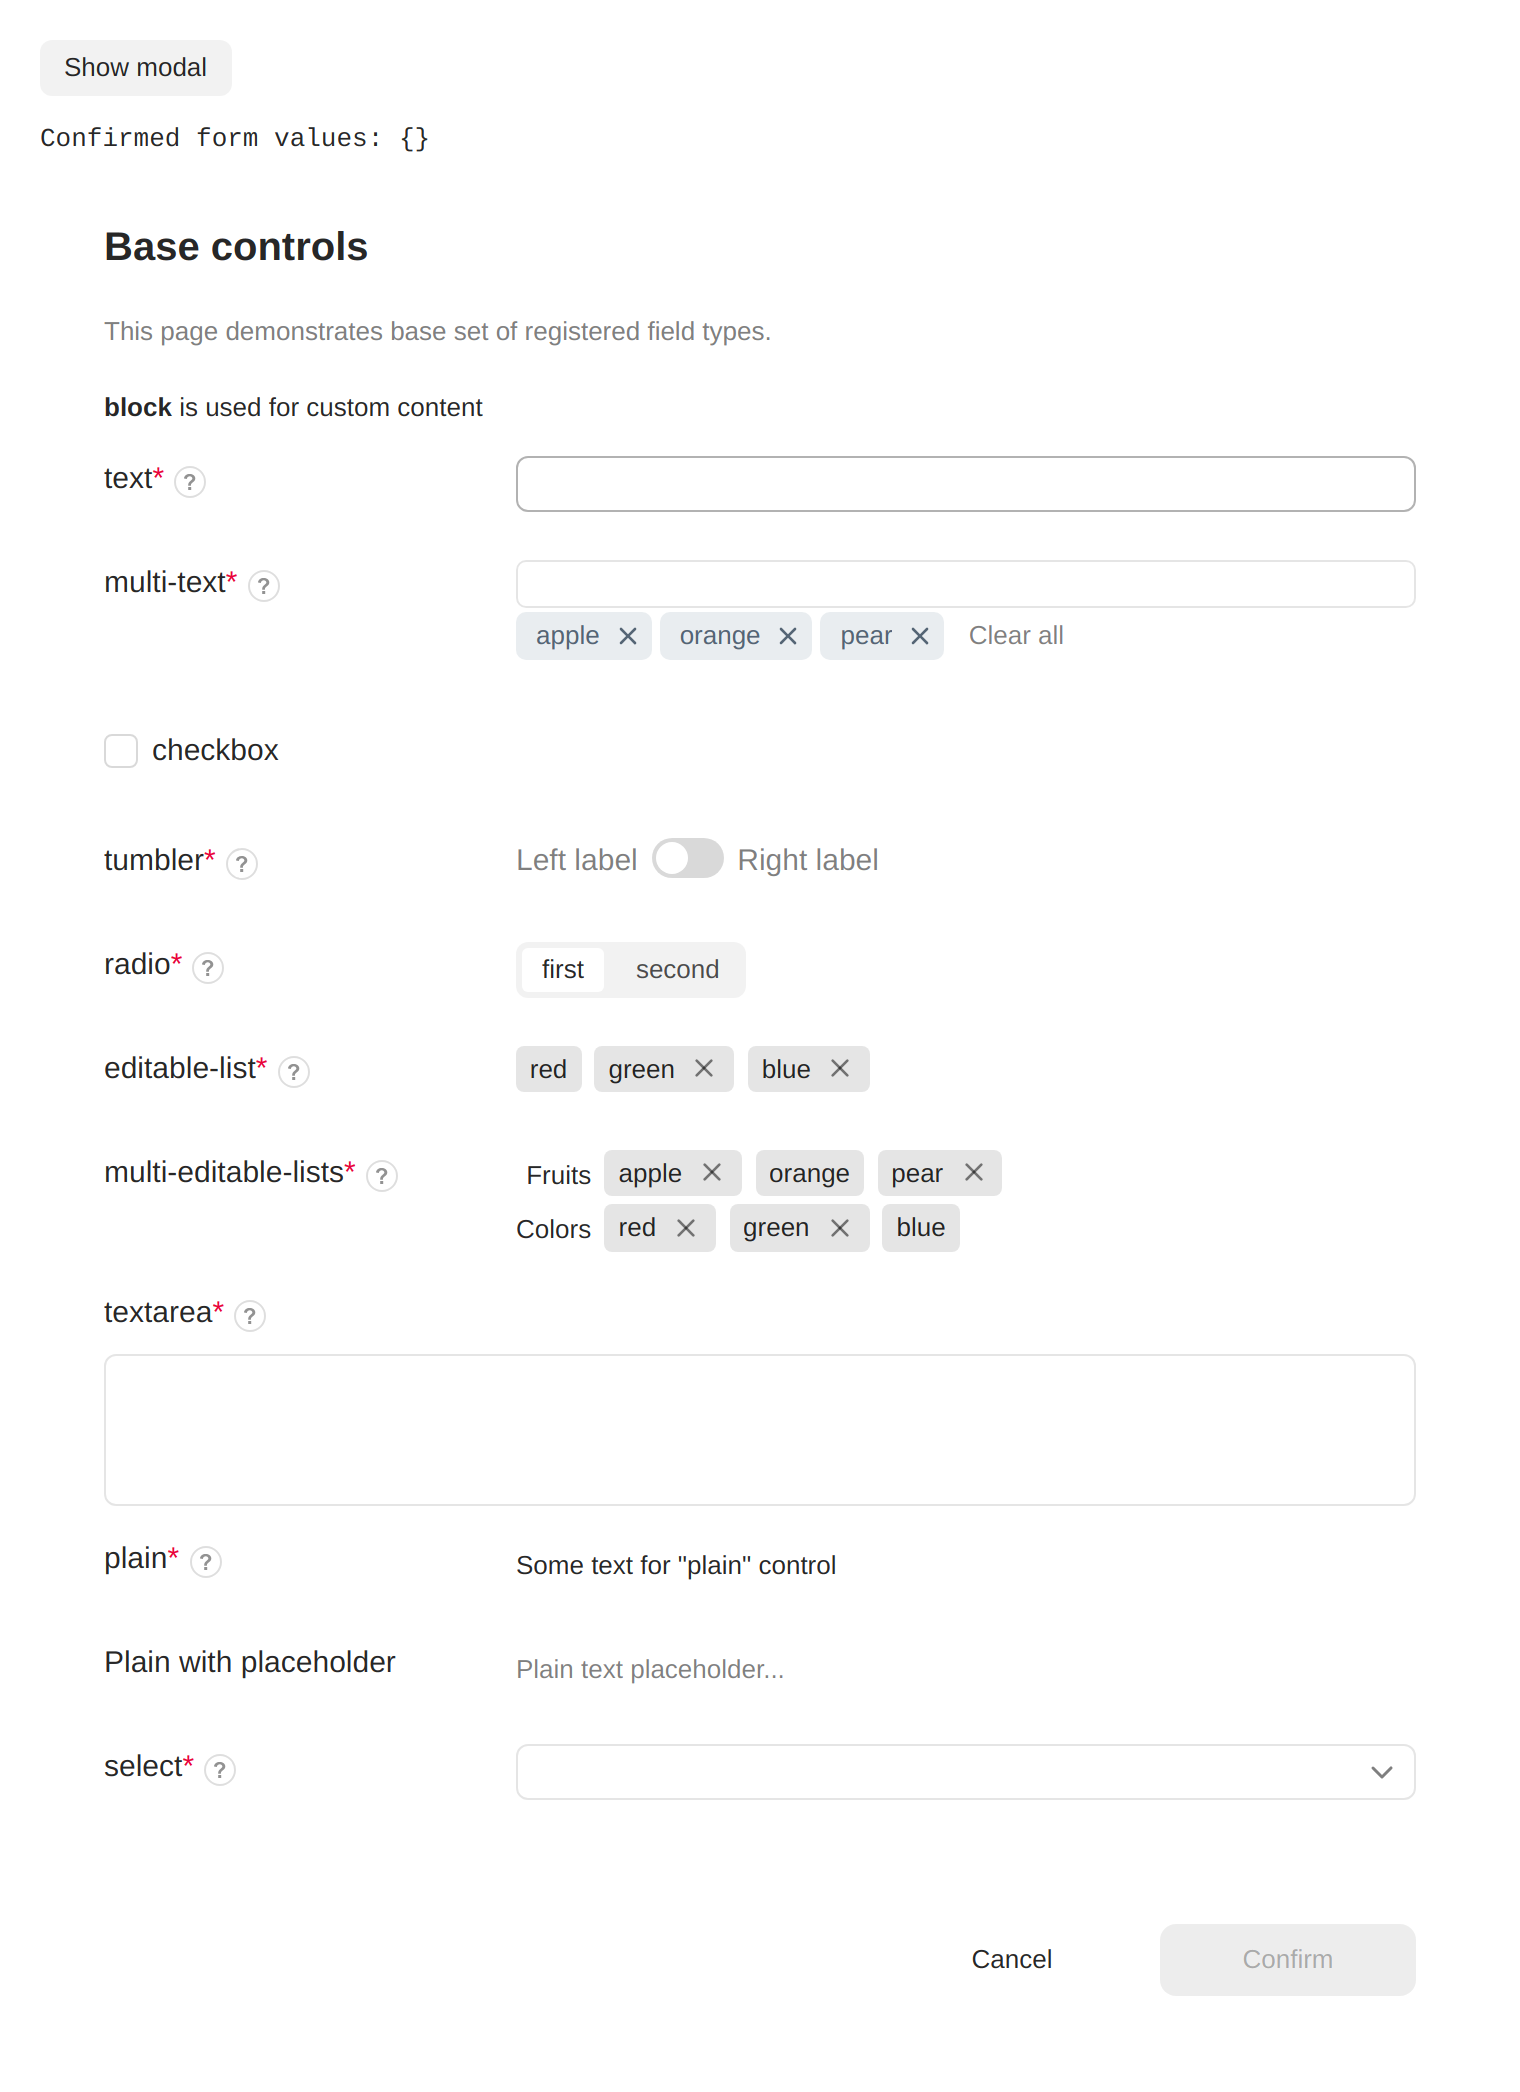 Show modal
Confirmed form values: {}
Base controls
This page demonstrates base set of registered field types.
block is used for custom content
text* ?
multi-text* ?
apple orange pear Clear all
checkbox
tumbler* ? Left label Right label
radio* ? first second
editable-list* ? red green blue
multi-editable-lists* ? Fruits apple orange pear
Colors red green blue
textarea* ?
plain* ? Some text for "plain" control
Plain with placeholder Plain text placeholder...
select* ?
Cancel Confirm